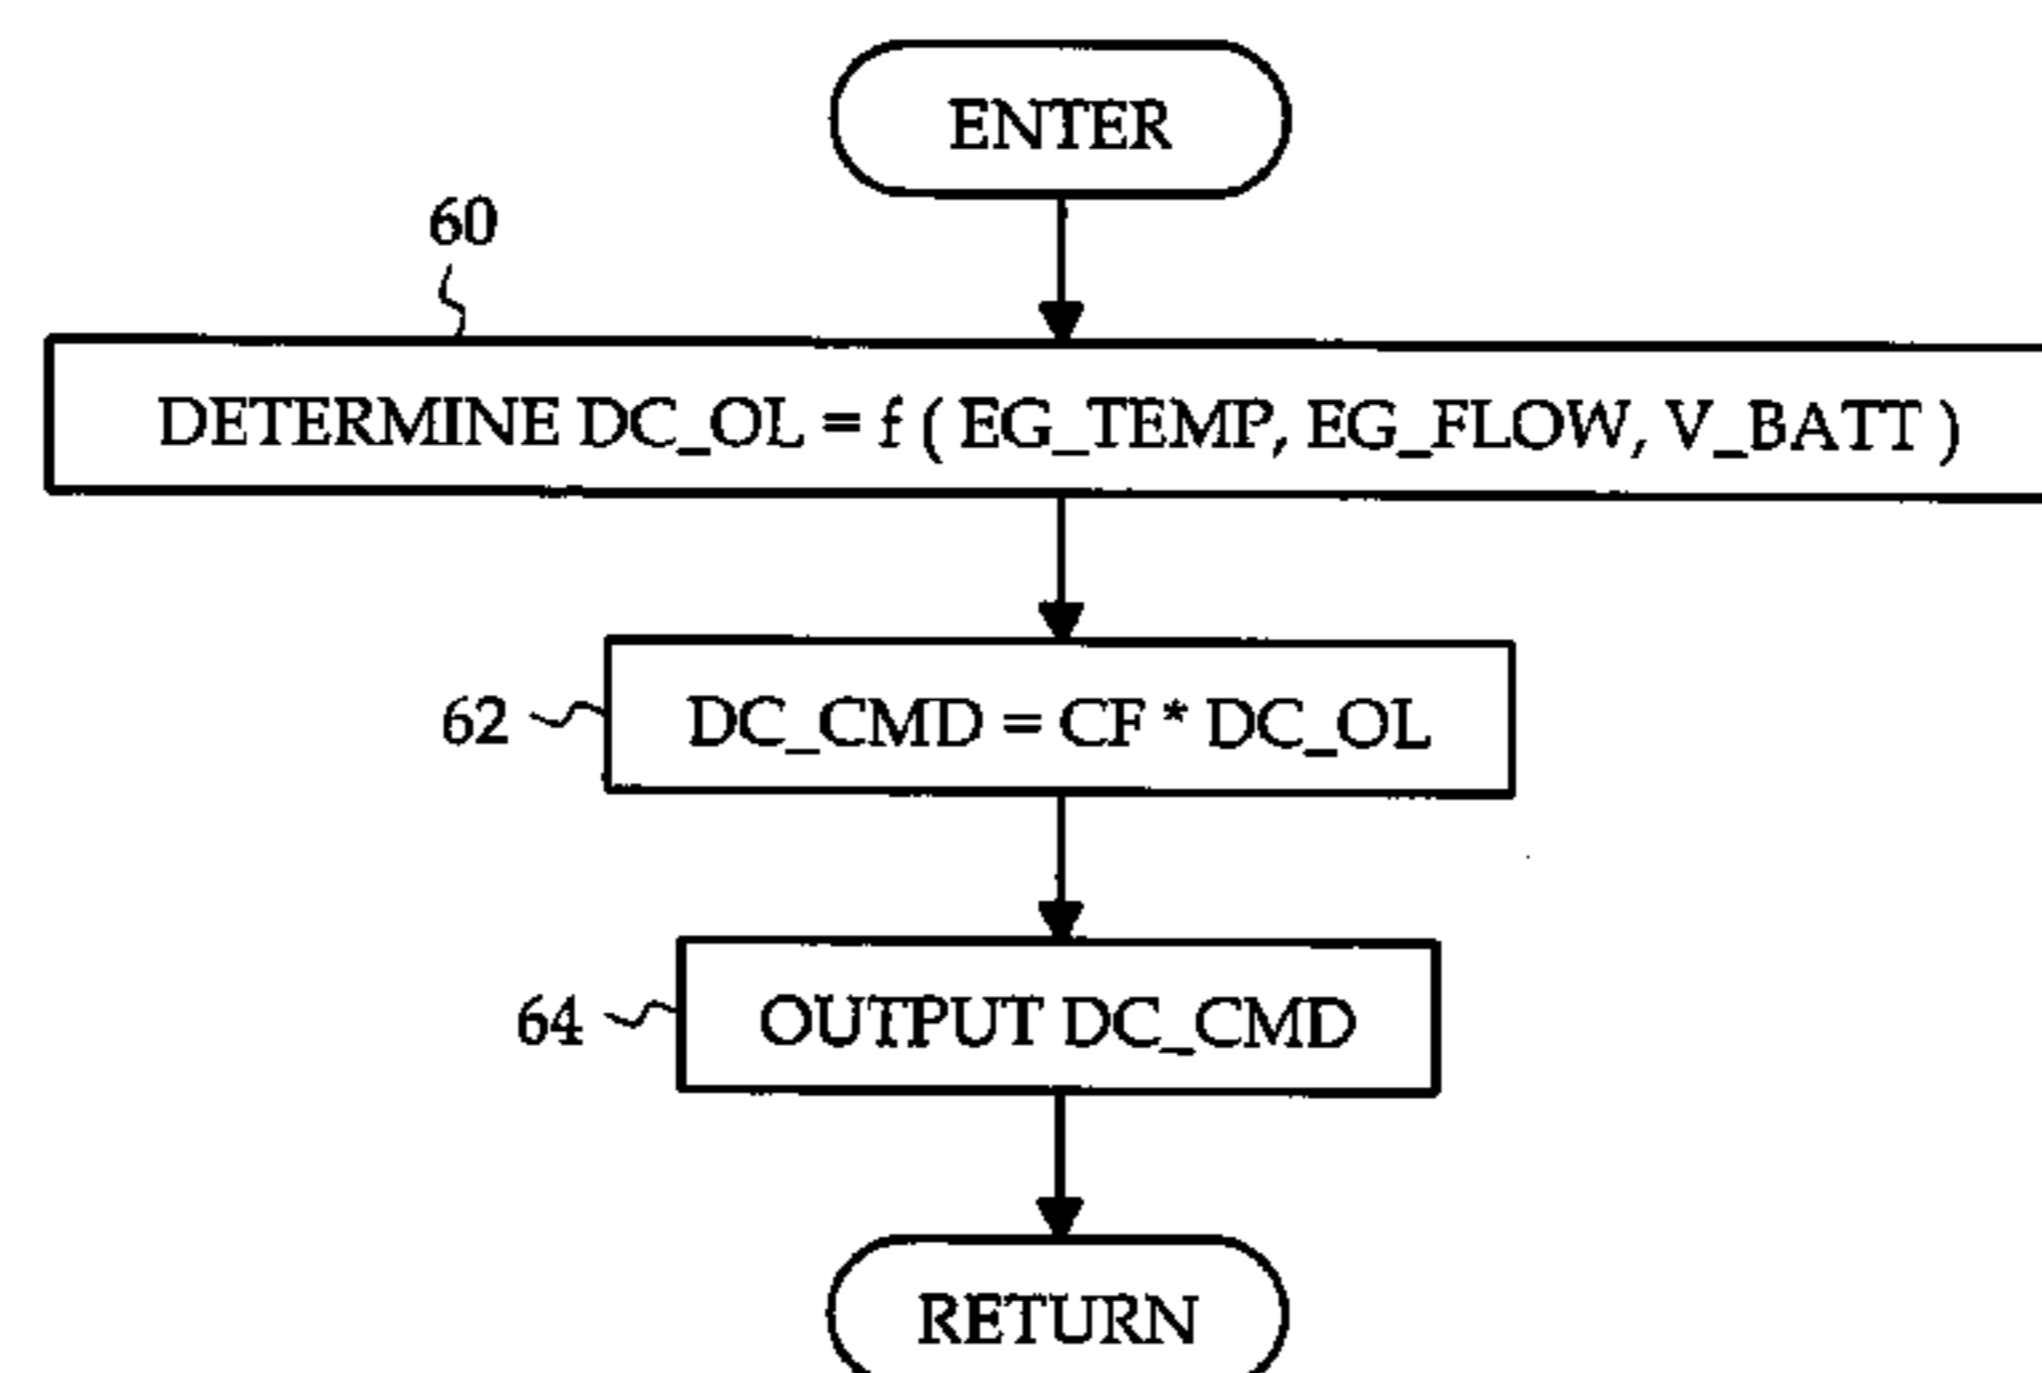 ENTER
60
DETERMINE DC_OL = f ( EG_TEMP, EG_FLOW, V_BATT )
62
DC_CMD = CF * DC_OL
64
OUTPUT DC_CMD
RETURN